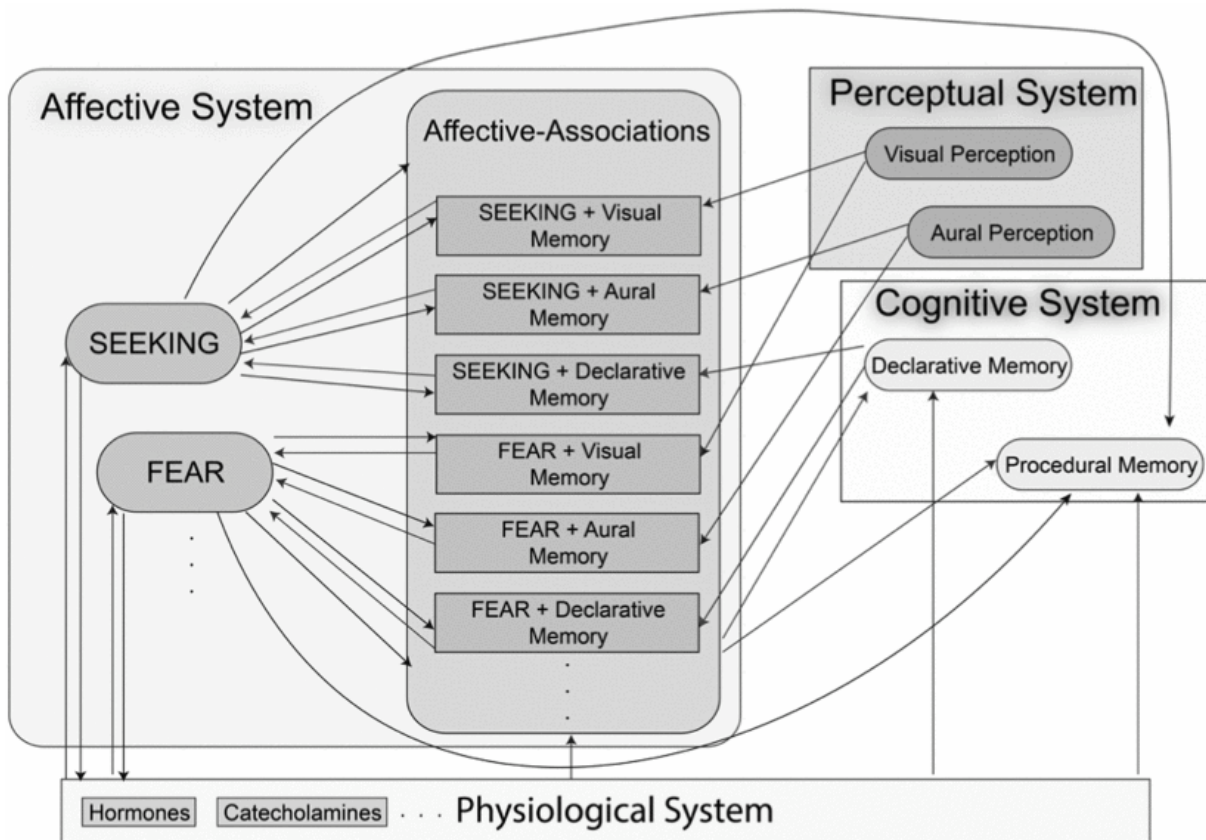 Affective System
Affective-Associations
SEEKING + Visual
Memory
SEEKING + Aural
Memory
SEEKING + Declarative
Memory
FEAR + Visual
Memory
FEAR + Aural
Memory
FEAR + Declarative
Memory
. . .
SEEKING
FEAR
. . .
Perceptual System
Visual Perception
Aural Perception
Cognitive System
Declarative Memory
Procedural Memory
Hormones
Catecholamines
. . .
Physiological System